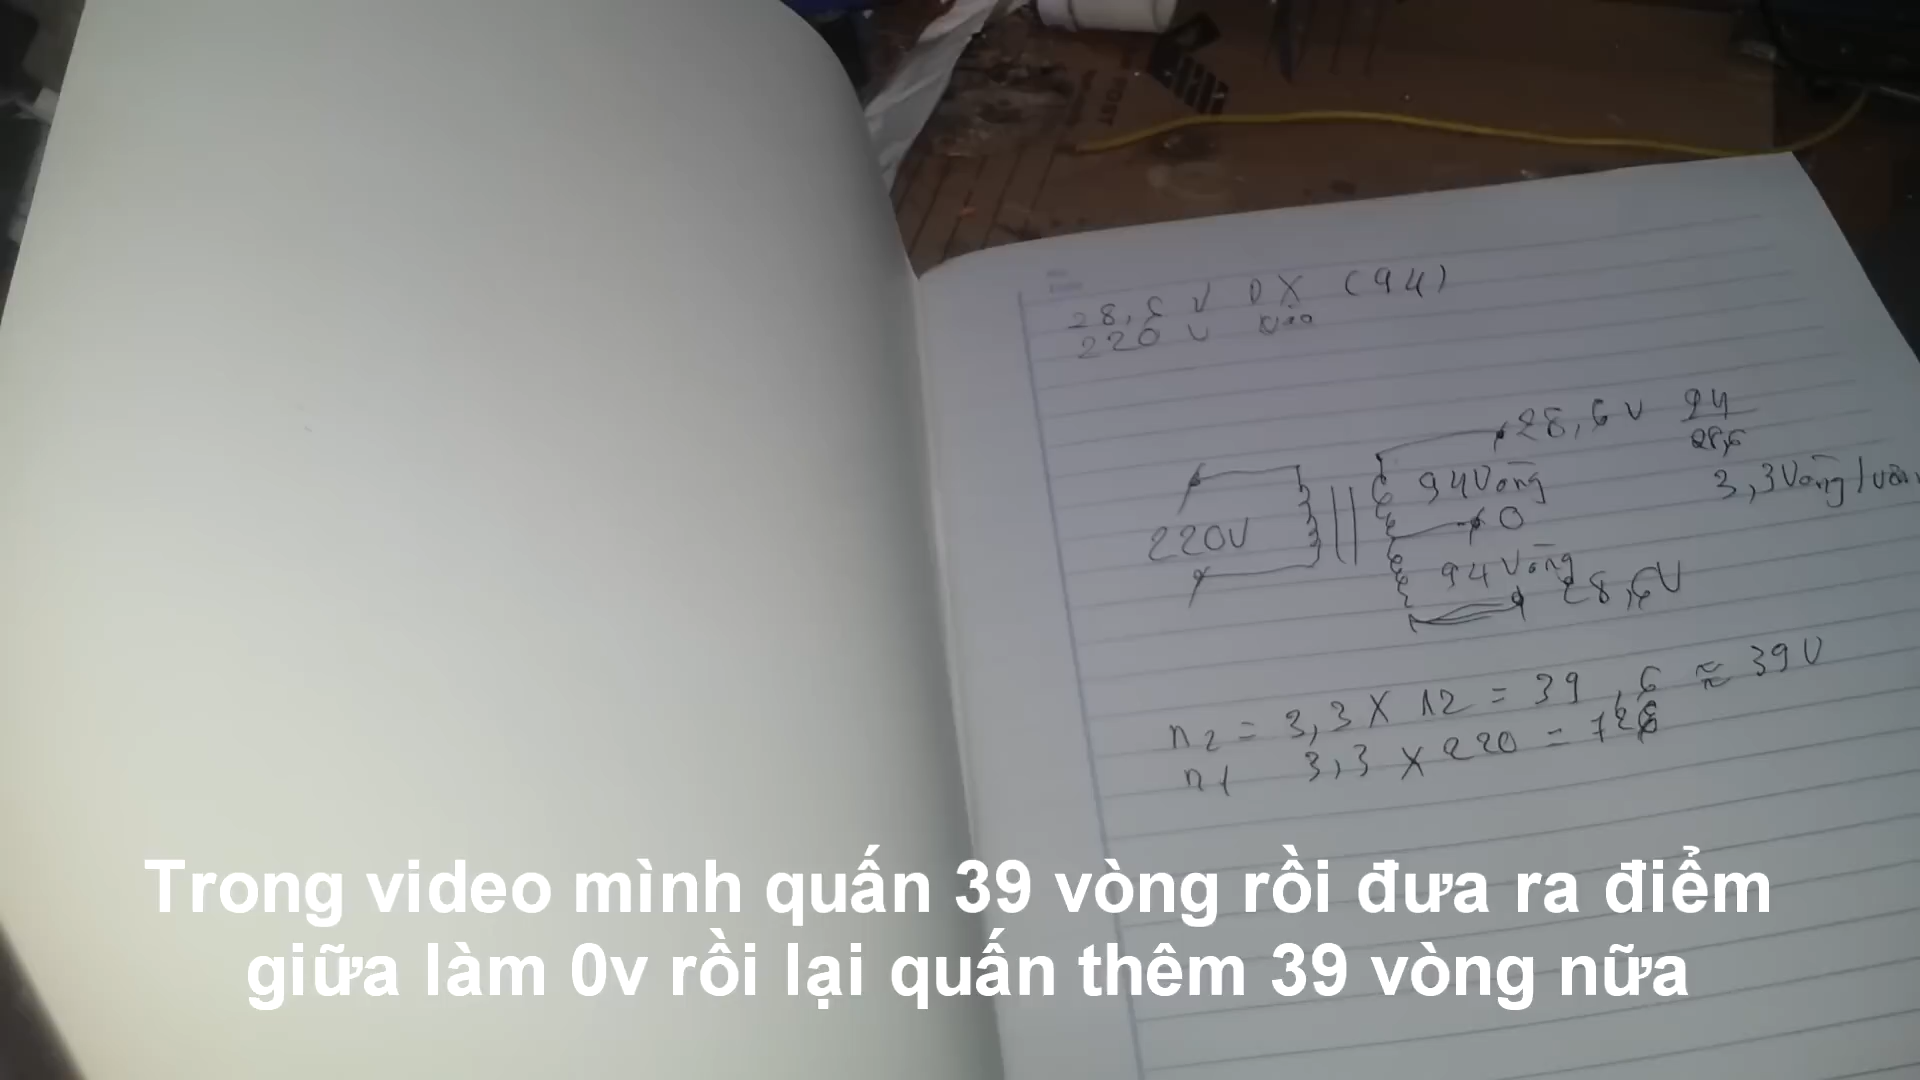 28,6 V DX (94)
220 V vào
28,6 V
94
28,6
94 Vòng
3,3 Vòng/
0
220V
94 Vòng
28,6V
n2 = 3,3 X 12 = 39,6 ≈ 39 V
n1 3,3 X 220 = 726
Trong video mình quấn 39 vòng rồi đưa ra điểm
giữa làm 0v rồi lại quấn thêm 39 vòng nữa